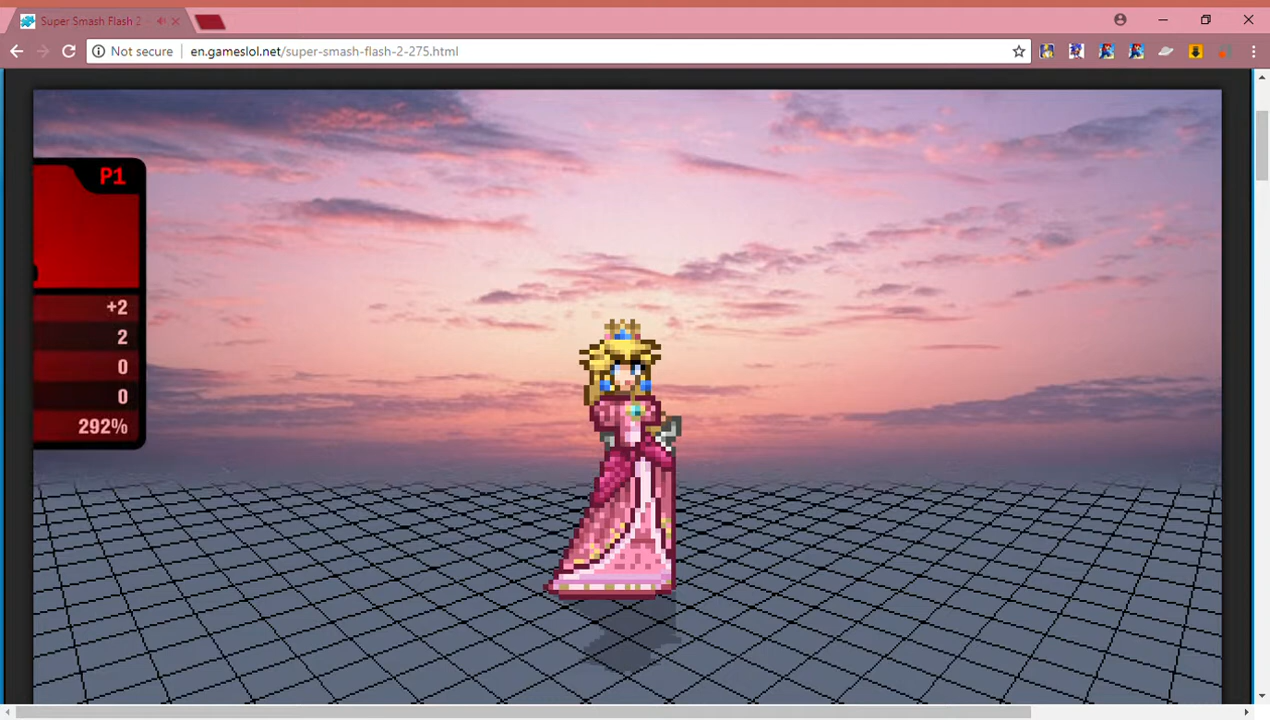 Super Smash Flash 2 -
Not secure en.gameslol.net/super-smash-flash-2-275.html
P1
+2
2
0
0
292%